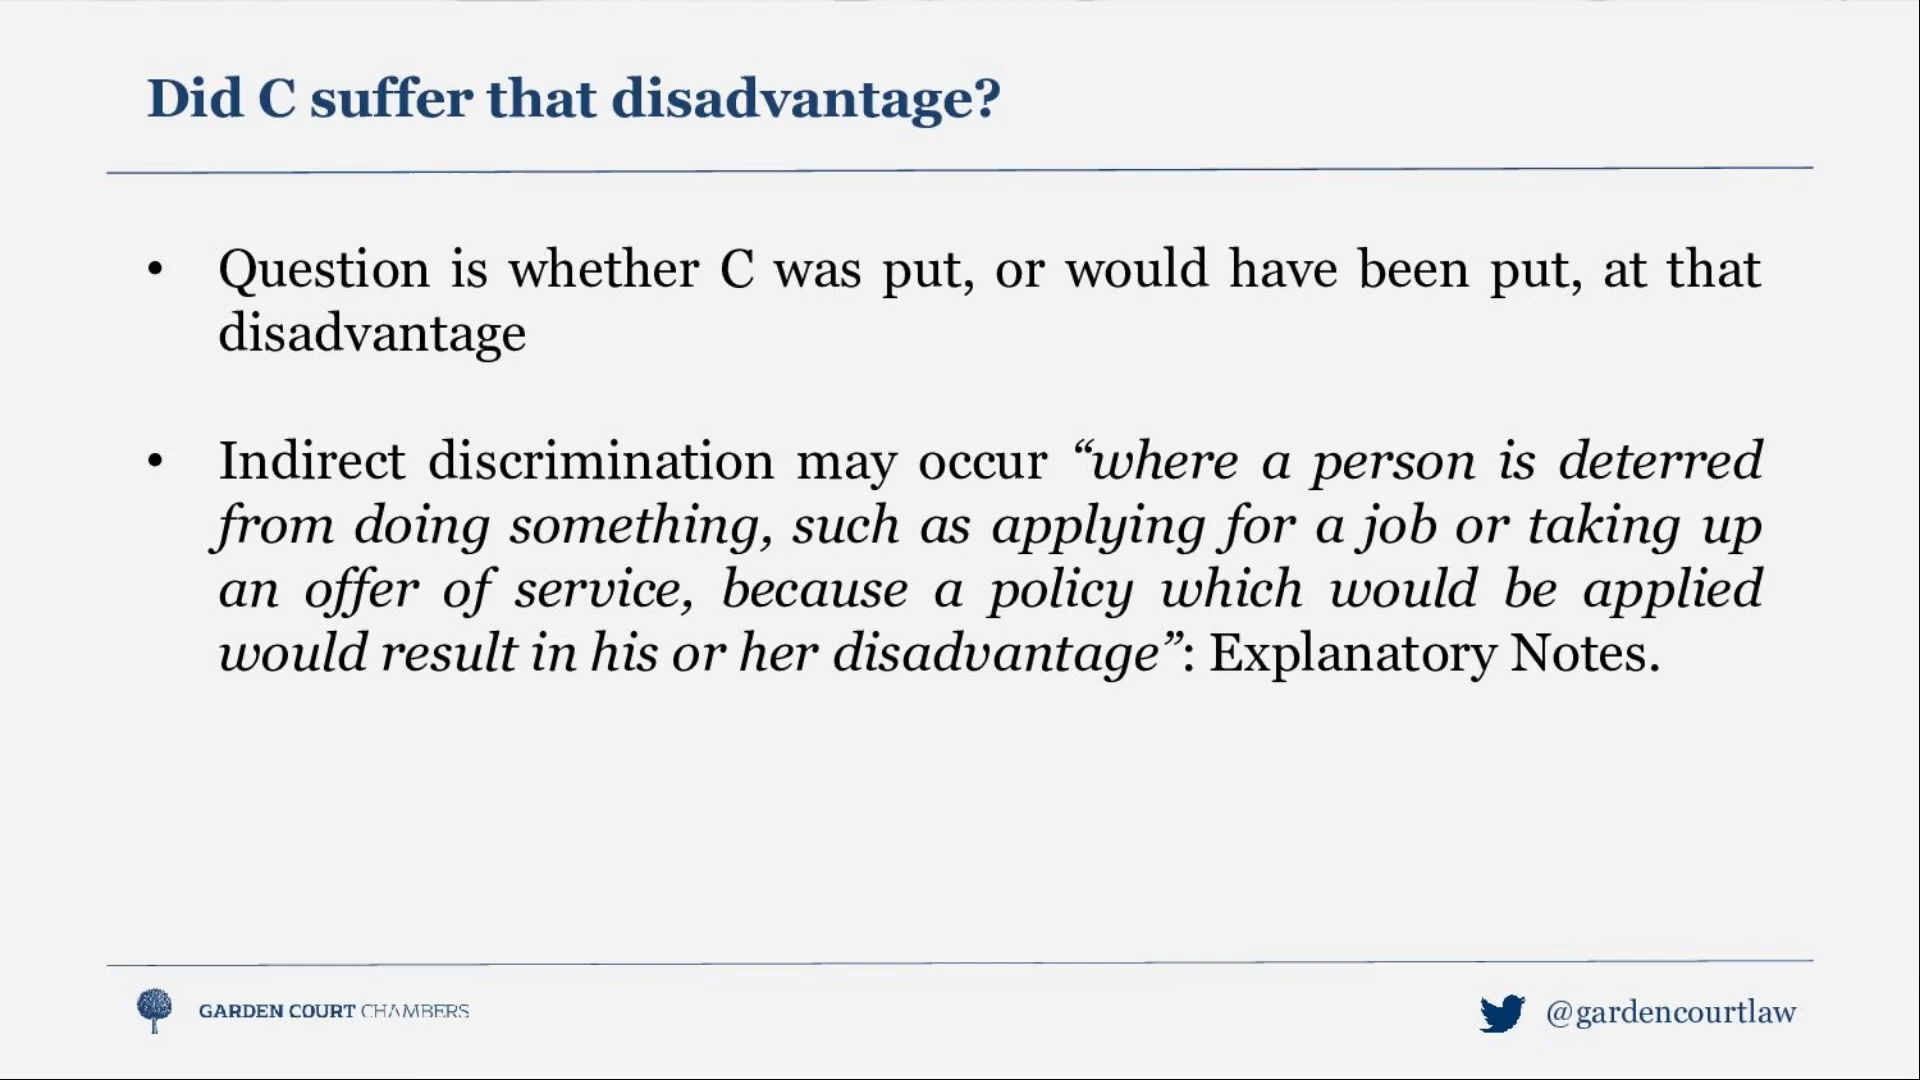 Did C suffer that disadvantage?
• Question is whether C was put, or would have been put, at that
disadvantage
• Indirect discrimination may occur “where a person is deterred
from doing something, such as applying for a job or taking up
an offer of service, because a policy which would be applied
would result in his or her disadvantage”: Explanatory Notes.
GARDEN COURT CHAMBERS
@gardencourtlaw